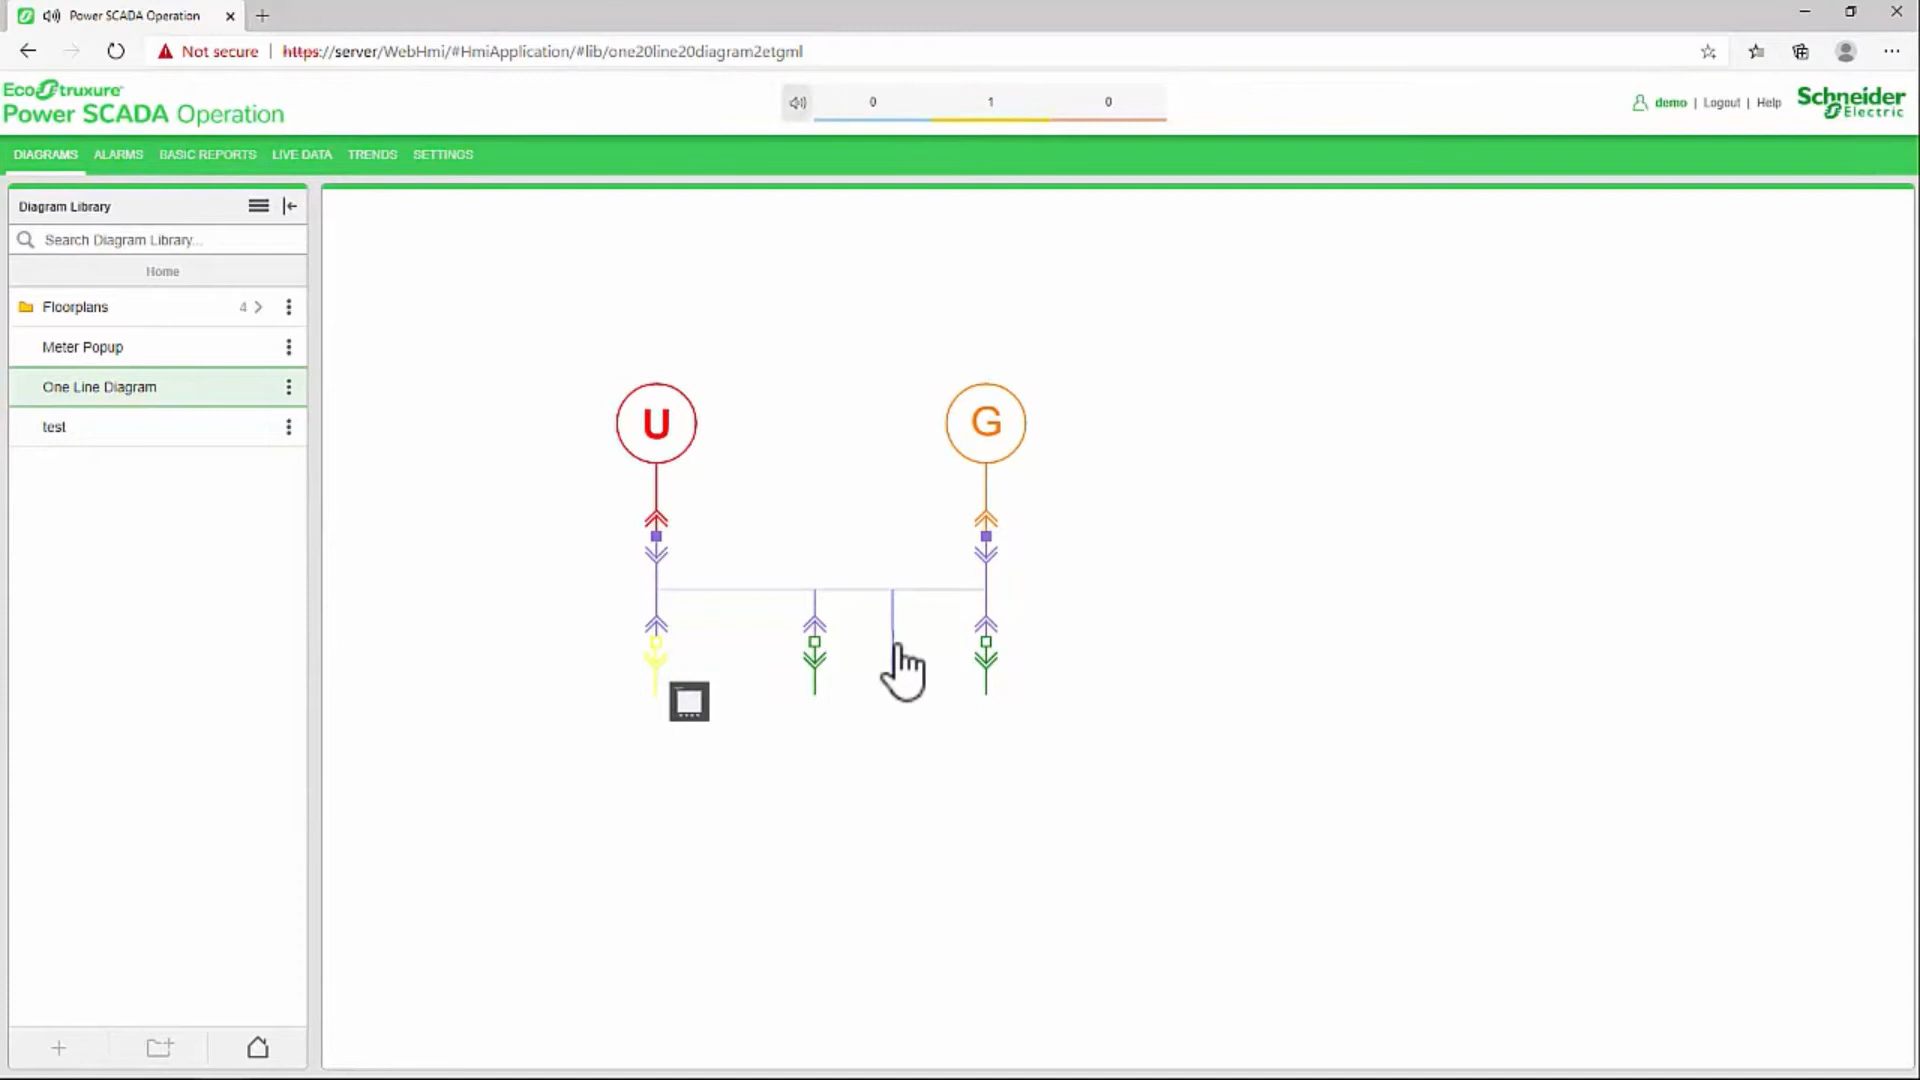 Power SCADA Operation
Not secure
https://server/WebHmi/#HmiApplication/#lib/one20line20diagram2etgml
EcoStruxure
Power SCADA Operation
0 1 0
demo | Logout | Help
Schneider Electric
DIAGRAMS ALARMS BASIC REPORTS LIVE DATA TRENDS SETTINGS
Diagram Library
Search Diagram Library...
Home
Floorplans 4
Meter Popup
One Line Diagram
test
U G